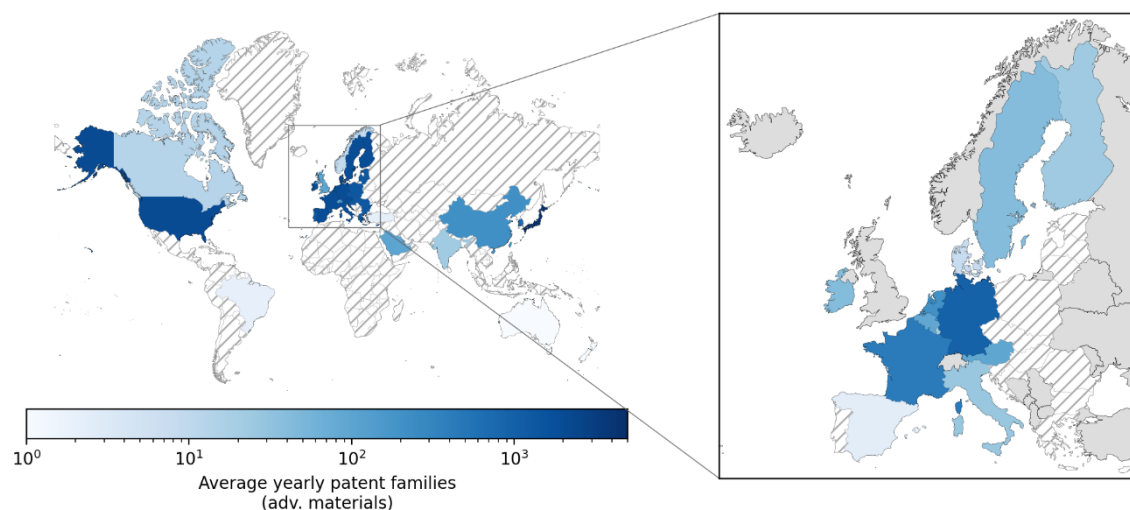 10⁰ 10¹ 10² 10³
Average yearly patent families
(adv. materials)